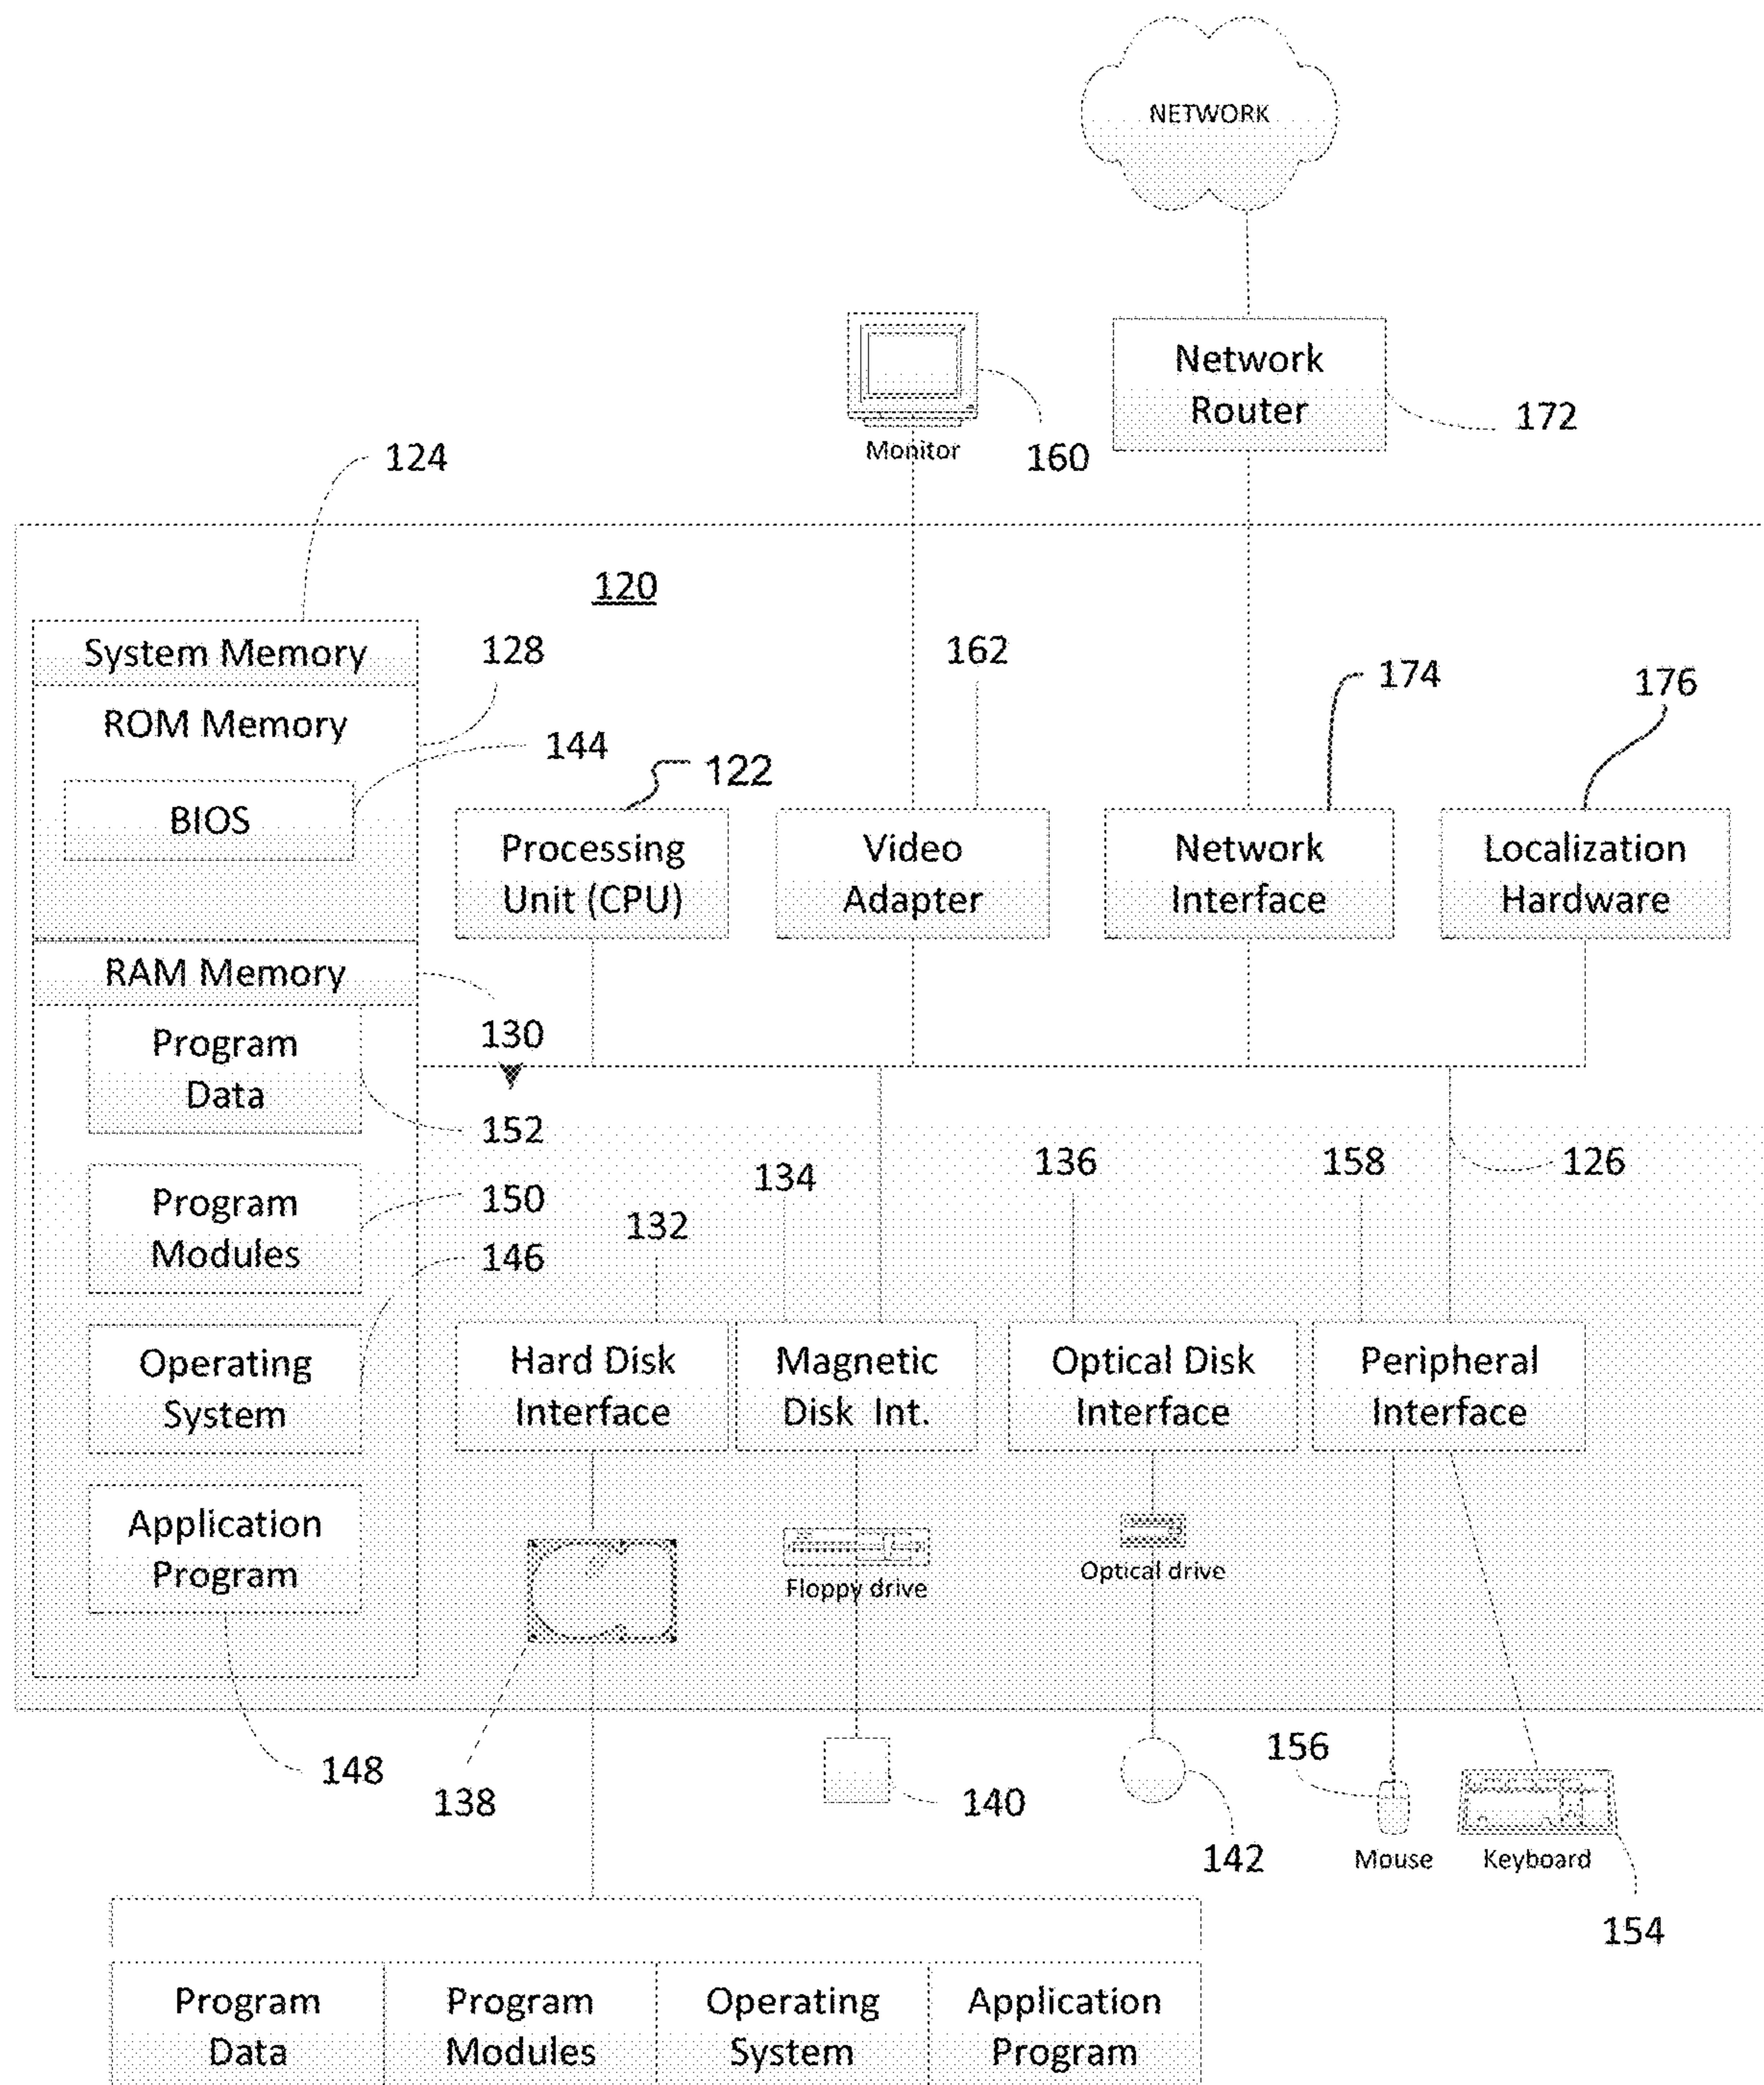 NETWORK
Network
Router
172
Monitor
160
124
120
System Memory
128
162
174
176
ROM Memory
144
122
BIOS
Processing
Unit (CPU)
Video
Adapter
Network
Interface
Localization
Hardware
RAM Memory
130
Program
Data
152
134
136
158
126
Program
Modules
150
132
146
Operating
System
Hard Disk
Interface
Magnetic
Disk Int.
Optical Disk
Interface
Peripheral
Interface
Application
Program
Floppy drive
Optical drive
148
138
140
142
156
Mouse
Keyboard
154
Program
Data
Program
Modules
Operating
System
Application
Program